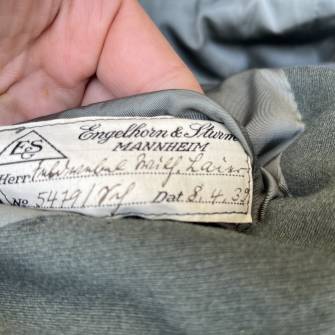 E&S
Engelhorn & Sturm
MANNHEIM
Herr
No 5479/ Dat. 8.4.39